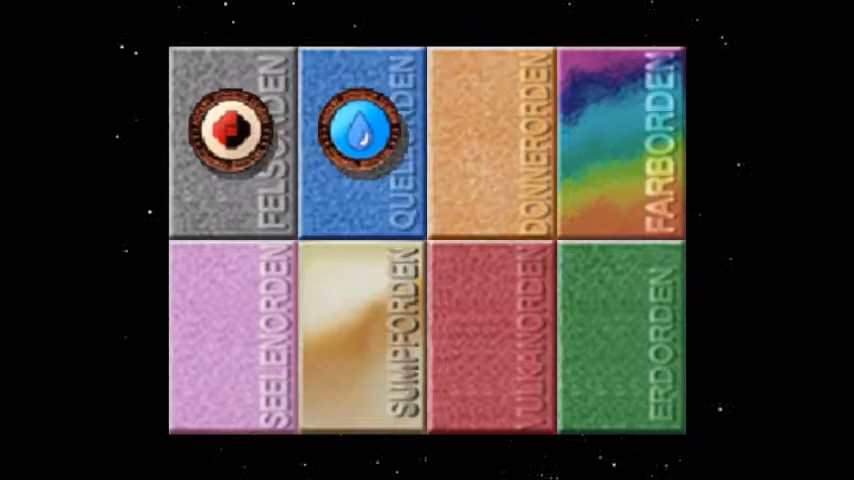 FELSORDEN
QUELLORDEN
DONNERORDEN
FARBORDEN
SEELENORDEN
SUMPFORDEN
VULKANORDEN
ERDORDEN